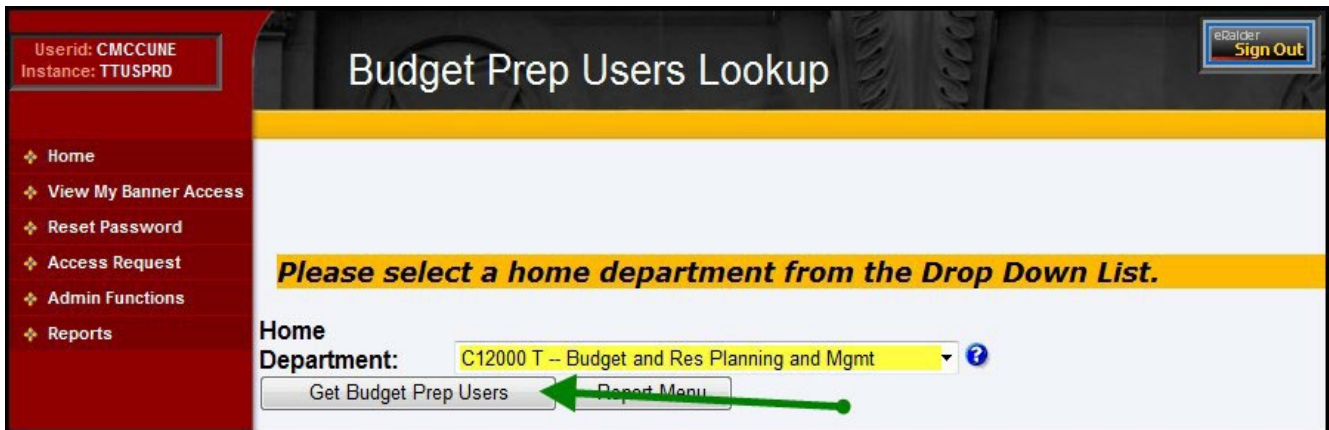 Userid: CMCCUNE
Instance: TTUSPRD
Budget Prep Users Lookup
eRaider
Sign Out
Home
View My Banner Access
Reset Password
Access Request
Admin Functions
Reports
Please select a home department from the Drop Down List.
Home
Department:
C12000 T -- Budget and Res Planning and Mgmt
Get Budget Prep Users
Report Menu